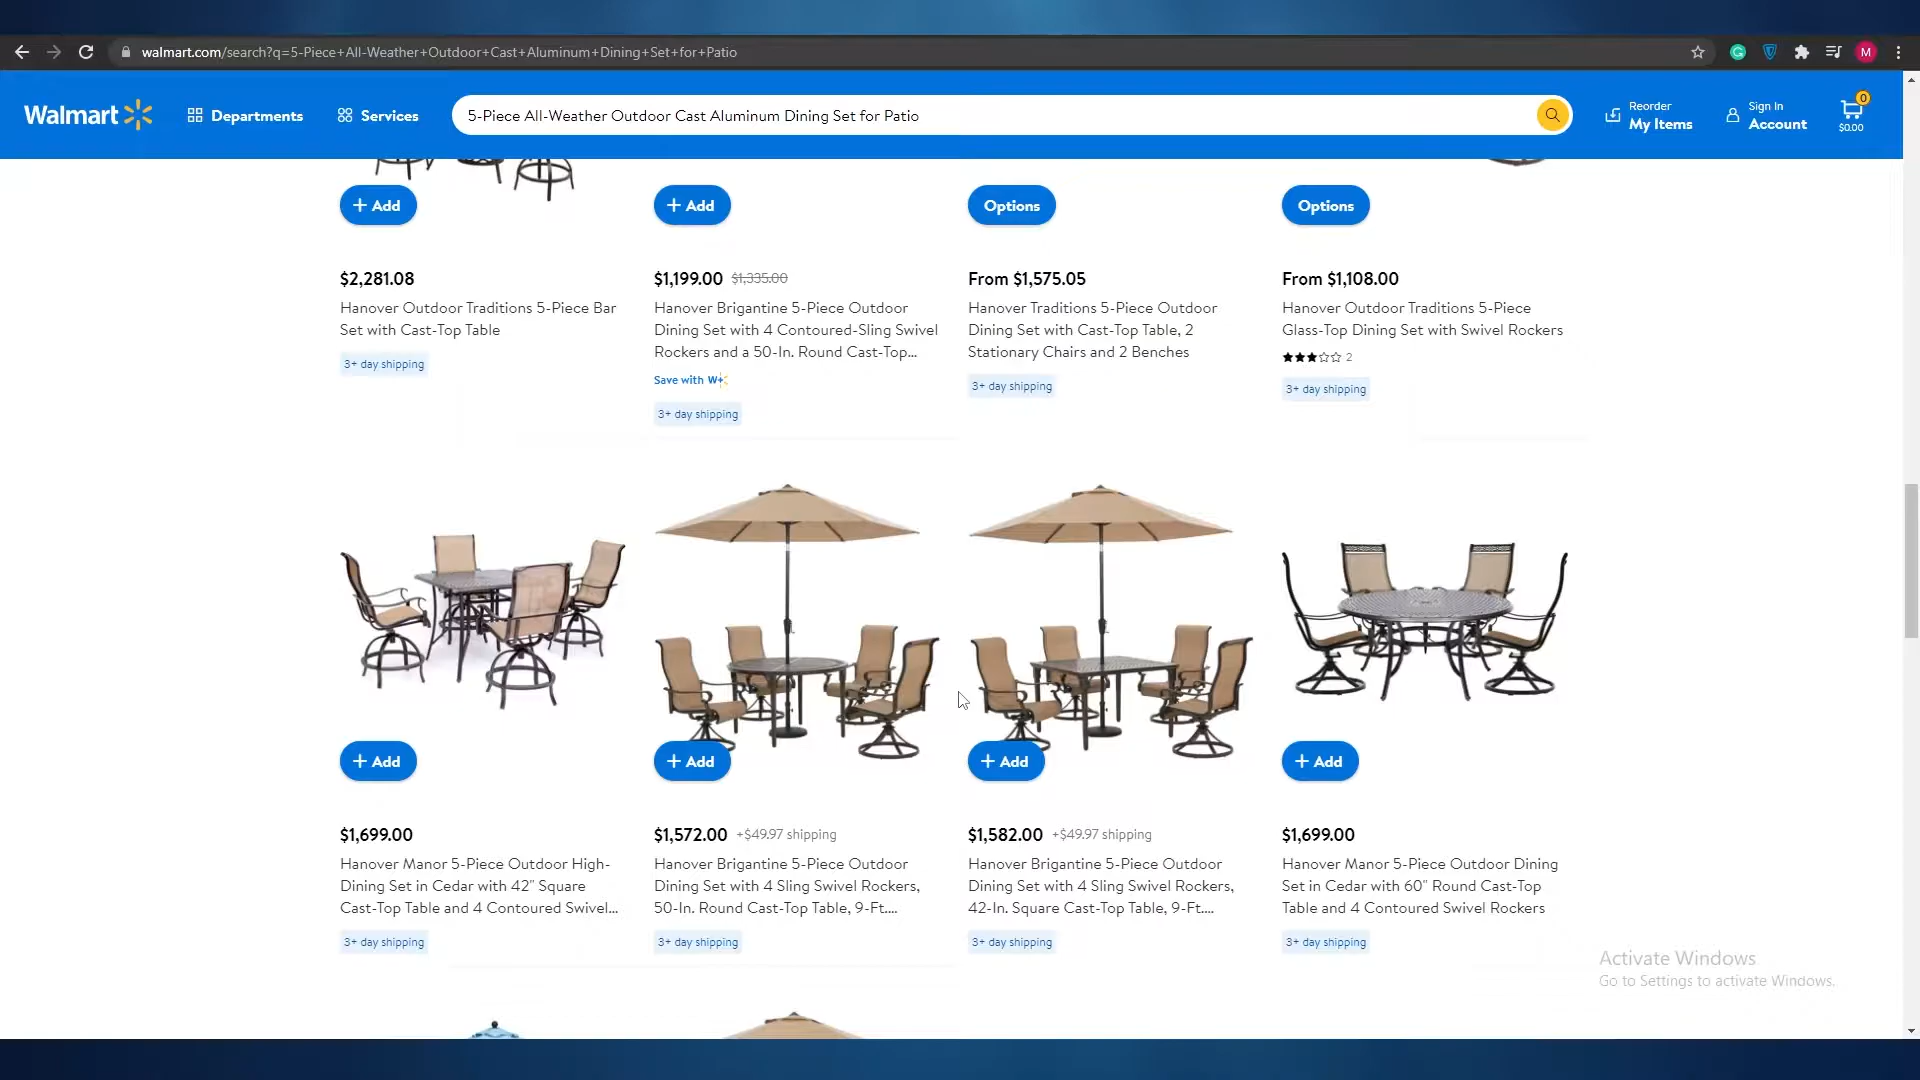 walmart.com/search?q=5-Piece+All-Weather+Outdoor+Cast+Aluminum+Dining+Set+for+Patio
M
Walmart
Departments
Services
5-Piece All-Weather Outdoor Cast Aluminum Dining Set for Patio
Reorder
My Items
Sign In
Account
0
$0.00
+ Add
+ Add
Options
Options
$2,281.08
Hanover Outdoor Traditions 5-Piece Bar
Set with Cast-Top Table
3+ day shipping
$1,199.00 $1,335.00
Hanover Brigantine 5-Piece Outdoor
Dining Set with 4 Contoured-Sling Swivel
Rockers and a 50-In. Round Cast-Top...
Save with W+
3+ day shipping
From $1,575.05
Hanover Traditions 5-Piece Outdoor
Dining Set with Cast-Top Table, 2
Stationary Chairs and 2 Benches
3+ day shipping
From $1,108.00
Hanover Outdoor Traditions 5-Piece
Glass-Top Dining Set with Swivel Rockers
2
3+ day shipping
+ Add
+ Add
+ Add
+ Add
$1,699.00
Hanover Manor 5-Piece Outdoor High-
Dining Set in Cedar with 42" Square
Cast-Top Table and 4 Contoured Swivel...
3+ day shipping
$1,572.00 +$49.97 shipping
Hanover Brigantine 5-Piece Outdoor
Dining Set with 4 Sling Swivel Rockers,
50-In. Round Cast-Top Table, 9-Ft....
3+ day shipping
$1,582.00 +$49.97 shipping
Hanover Brigantine 5-Piece Outdoor
Dining Set with 4 Sling Swivel Rockers,
42-In. Square Cast-Top Table, 9-Ft....
3+ day shipping
$1,699.00
Hanover Manor 5-Piece Outdoor Dining
Set in Cedar with 60" Round Cast-Top
Table and 4 Contoured Swivel Rockers
3+ day shipping
Activate Windows
Go to Settings to activate Windows.